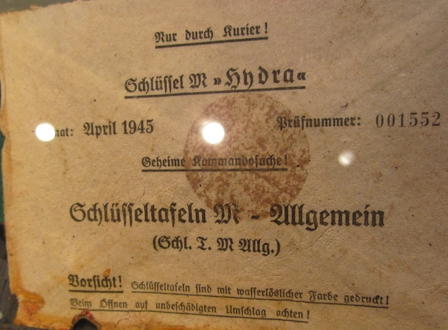 Nur durch Kurier!
Schlüssel M »Hydra«
April 1945 Prüfnummer: 001552
Geheime Kommandosache!
Schlüsseltafeln M - Allgemein
(Schl. T. M Allg.)
Vorsicht! Schlüsseltafeln sind mit wasserlöslicher Farbe gedruckt!
Beim Öffnen auf unbeschädigten Umschlag achten!